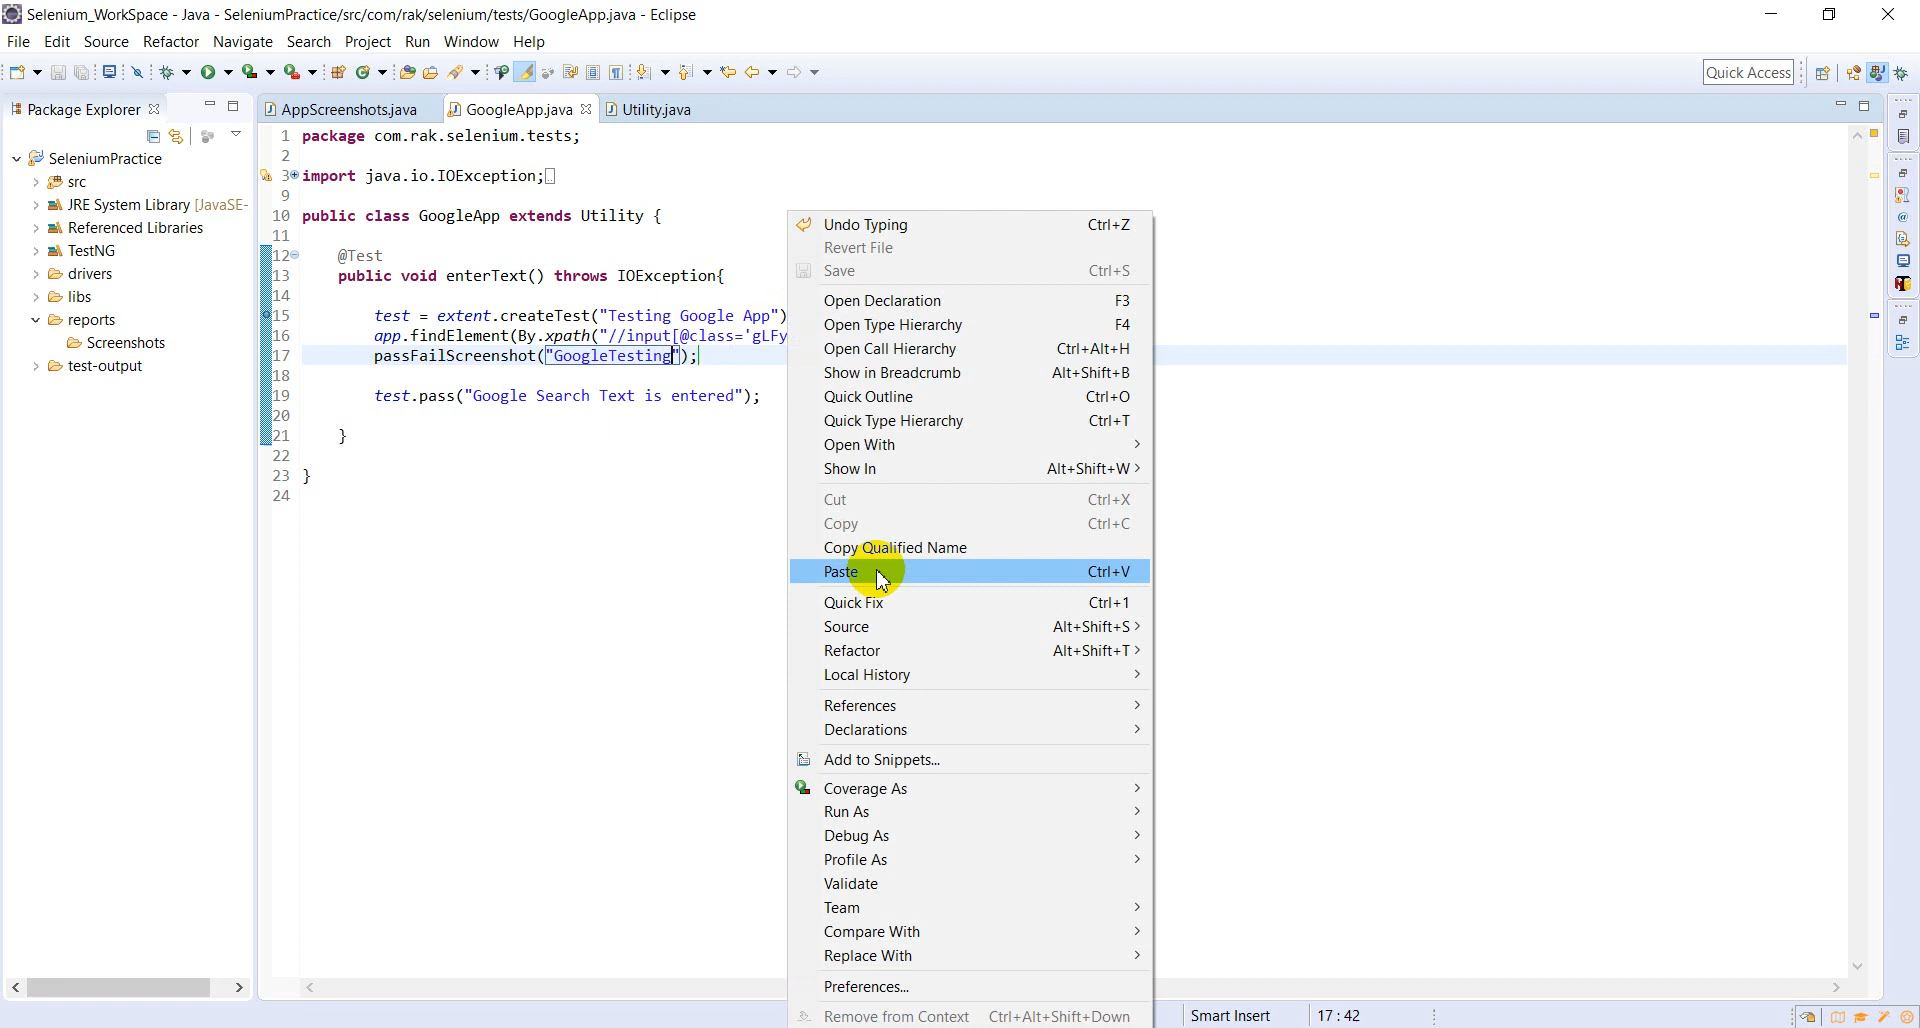 Selenium_WorkSpace - Java - SeleniumPractice/src/com/rak/selenium/tests/GoogleApp.java - Eclipse
File Edit Source Refactor Navigate Search Project Run Window Help
Quick Access
Package Explorer
AppScreenshots.java GoogleApp.java Utility.java
SeleniumPractice
src
JRE System Library [JavaSE-
Referenced Libraries
TestNG
drivers
libs
reports
Screenshots
test-output
1 package com.rak.selenium.tests;
2
3 import java.io.IOException;
9
10 public class GoogleApp extends Utility {
11
12 @Test
13 public void enterText() throws IOException{
14
15 test = extent.createTest("Testing Google App")
16 app.findElement(By.xpath("//input[@class='gLFy
17 passFailScreenshot("GoogleTesting");
18
19 test.pass("Google Search Text is entered");
20
21 }
22
23 }
24
Undo Typing Ctrl+Z
Revert File
Save Ctrl+S
Open Declaration F3
Open Type Hierarchy F4
Open Call Hierarchy Ctrl+Alt+H
Show in Breadcrumb Alt+Shift+B
Quick Outline Ctrl+O
Quick Type Hierarchy Ctrl+T
Open With
Show In Alt+Shift+W
Cut Ctrl+X
Copy Ctrl+C
Copy Qualified Name
Paste Ctrl+V
Quick Fix Ctrl+1
Source Alt+Shift+S
Refactor Alt+Shift+T
Local History
References
Declarations
Add to Snippets...
Coverage As
Run As
Debug As
Profile As
Validate
Team
Compare With
Replace With
Preferences...
Remove from Context Ctrl+Alt+Shift+Down
Smart Insert 17 : 42